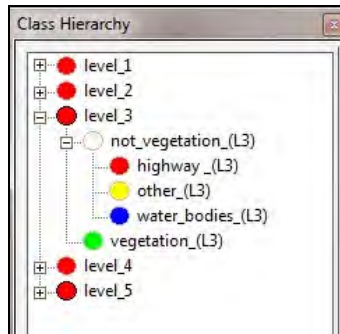 Class Hierarchy
level_1
level_2
level_3
not_vegetation_(L3)
highway _(L3)
other_(L3)
water_bodies_(L3)
vegetation_(L3)
level_4
level_5